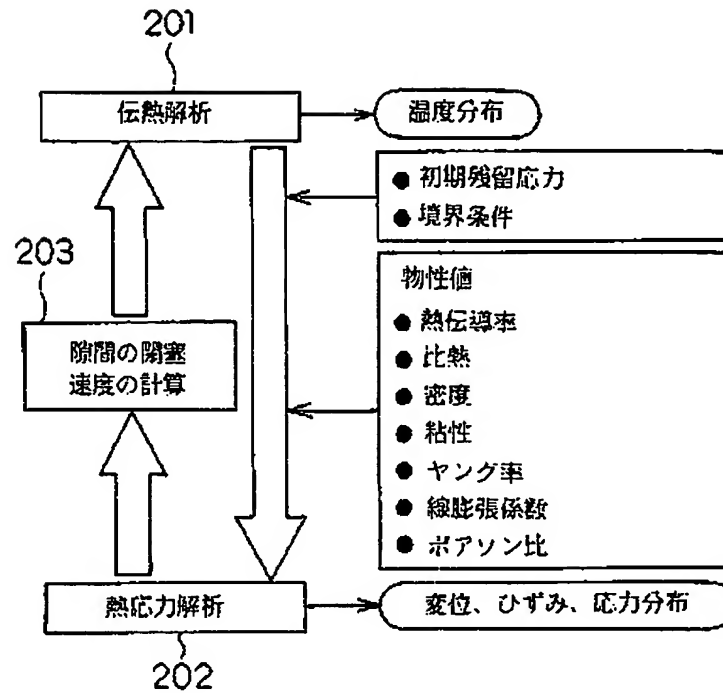 201
伝熱解析
温度分布
● 初期残留応力
● 境界条件
203
隙間の閉塞
速度の計算
物性値
● 熱伝導率
● 比熱
● 密度
● 粘性
● ヤング率
● 線膨張係数
● ポアソン比
熱応力解析
変位、ひずみ、応力分布
202